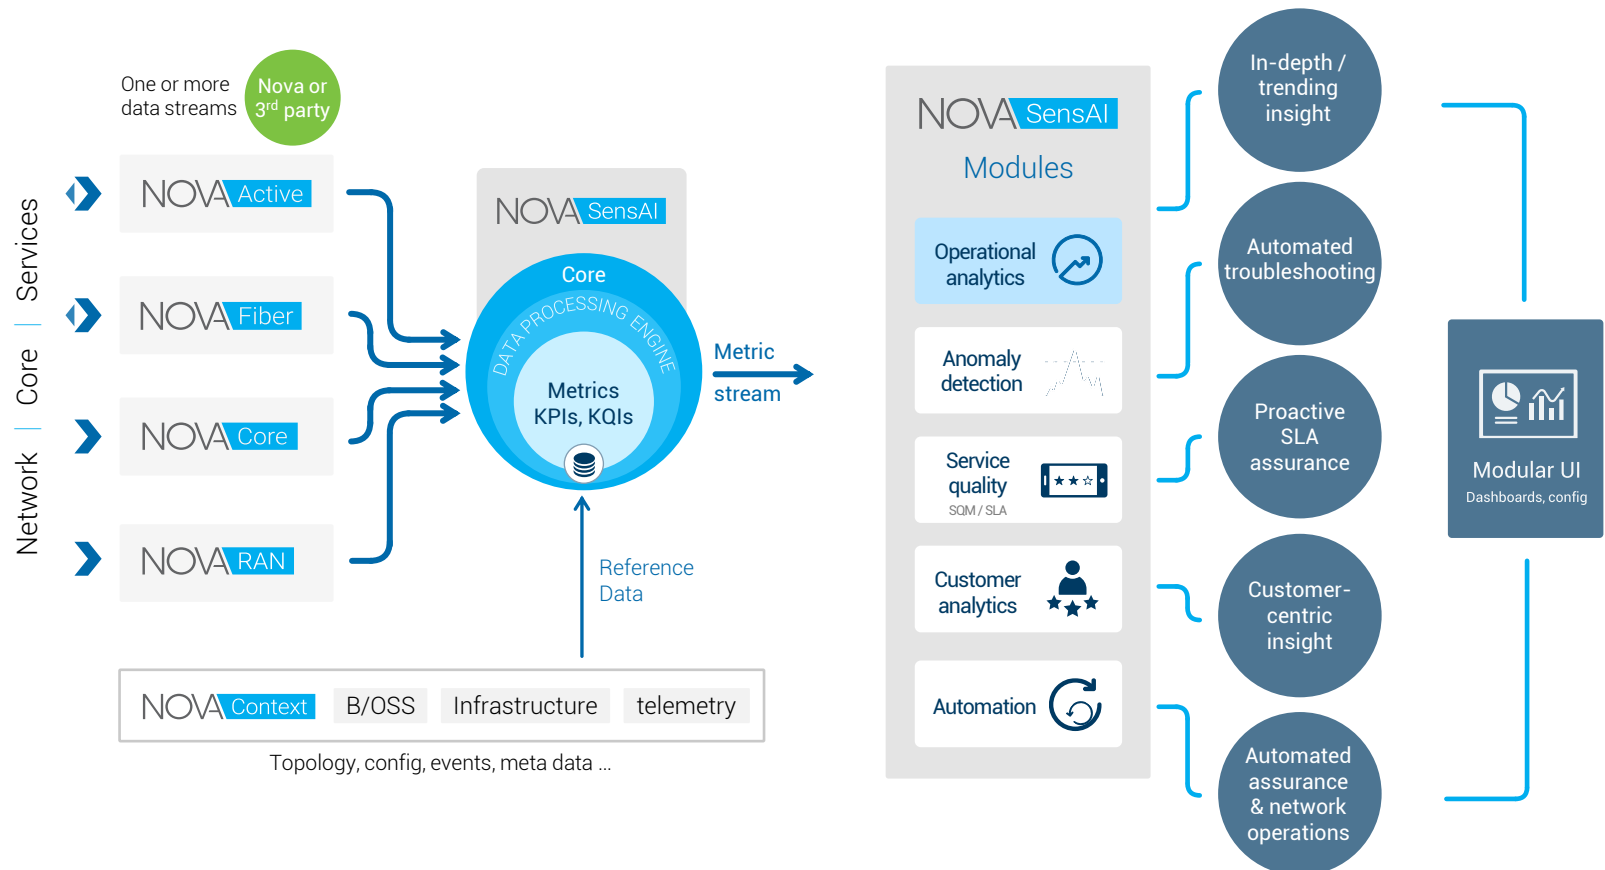 One or more
data streams
Nova or
3rd party
Services | Core | Network
NOVA Active
NOVA Fiber
NOVA Core
NOVA RAN
NOVA SensAI
Core
DATA PROCESSING ENGINE
Metrics
KPIs, KQIs
Metric
stream
Reference
Data
NOVA Context
B/OSS
Infrastructure
telemetry
Topology, config, events, meta data ...
NOVA SensAI
Modules
Operational
analytics
Anomaly
detection
Service
quality
SQM / SLA
Customer
analytics
Automation
In-depth /
trending
insight
Automated
troubleshooting
Proactive
SLA
assurance
Customer-
centric
insight
Automated
assurance
& network
operations
Modular UI
Dashboards, config